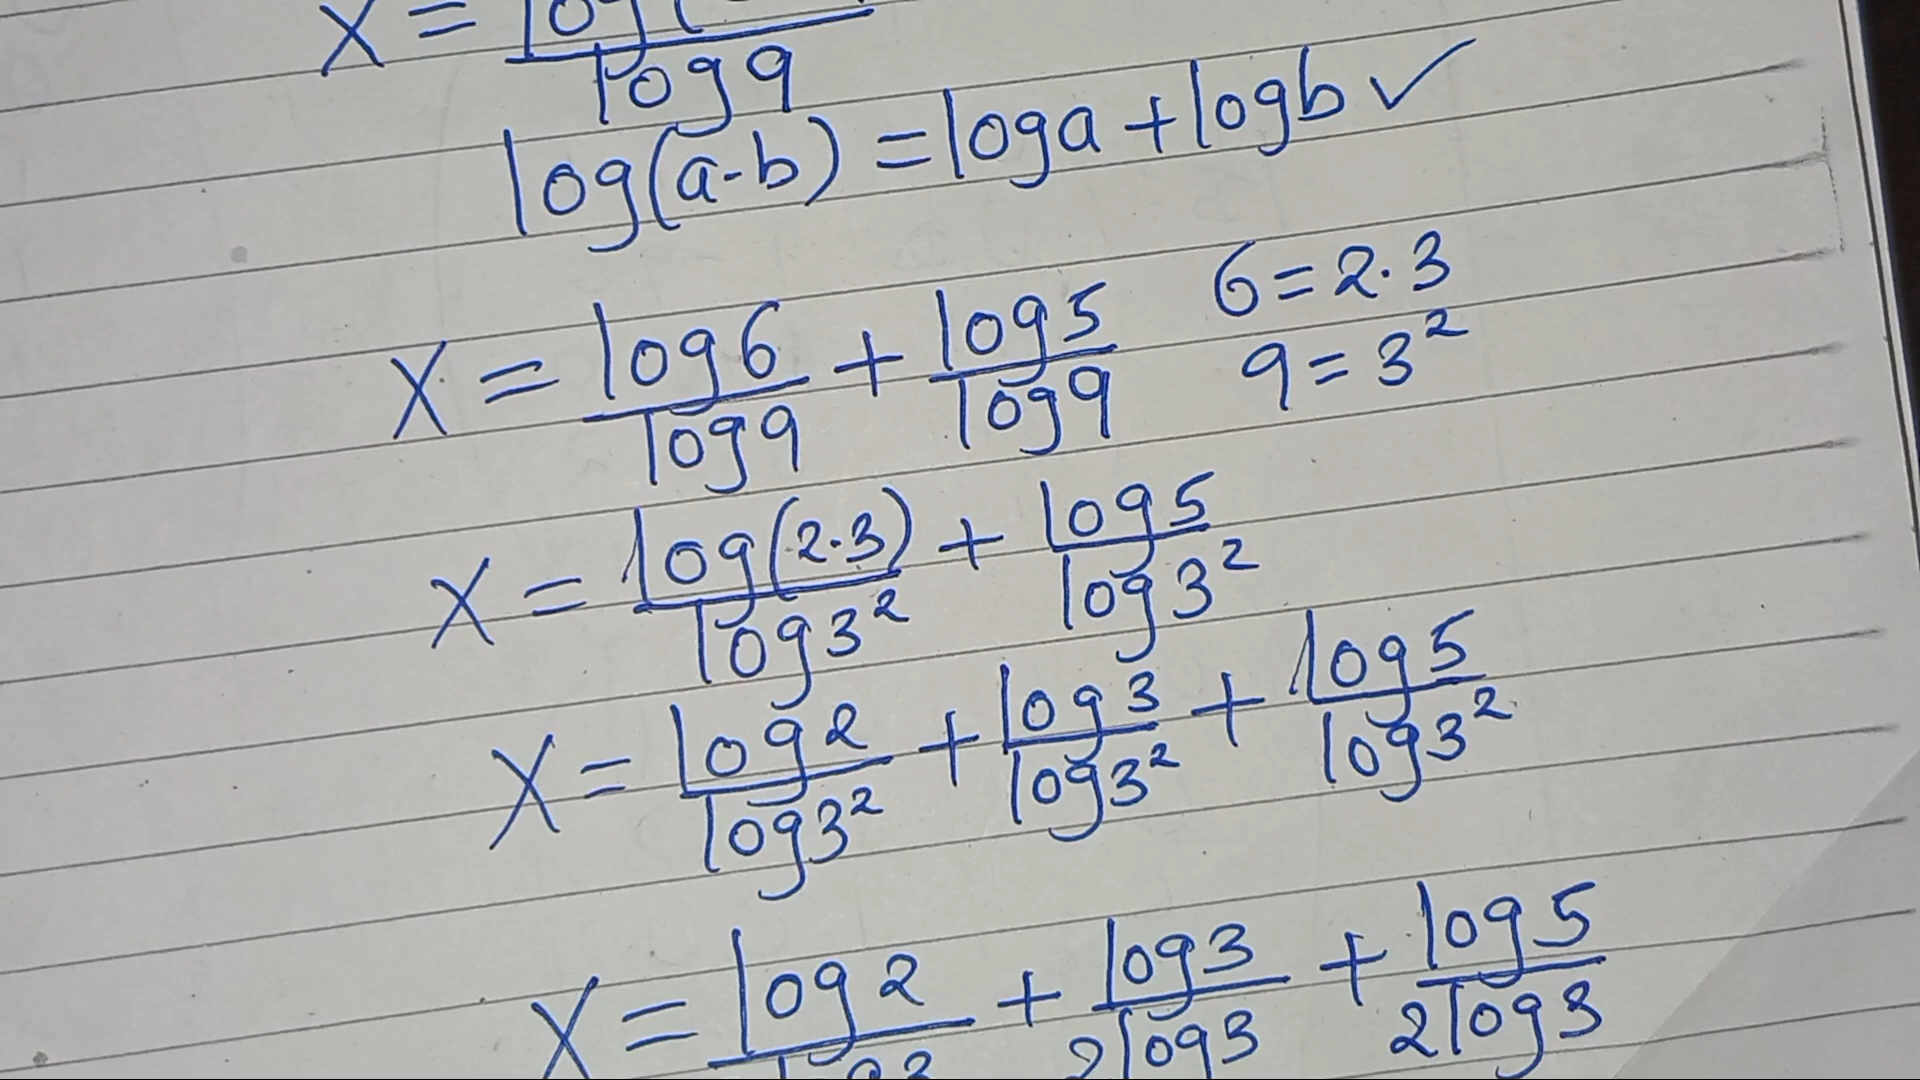 x = log(
log9
log(a·b) = loga + logb ✓
x = log6/log9 + log5/log9
6 = 2·3
9 = 3²
x = log(2·3)/log3² + log5/log3²
x = log2/log3² + log3/log3² + log5/log3²
x = log2 + log3/2log3 + log5/2log3